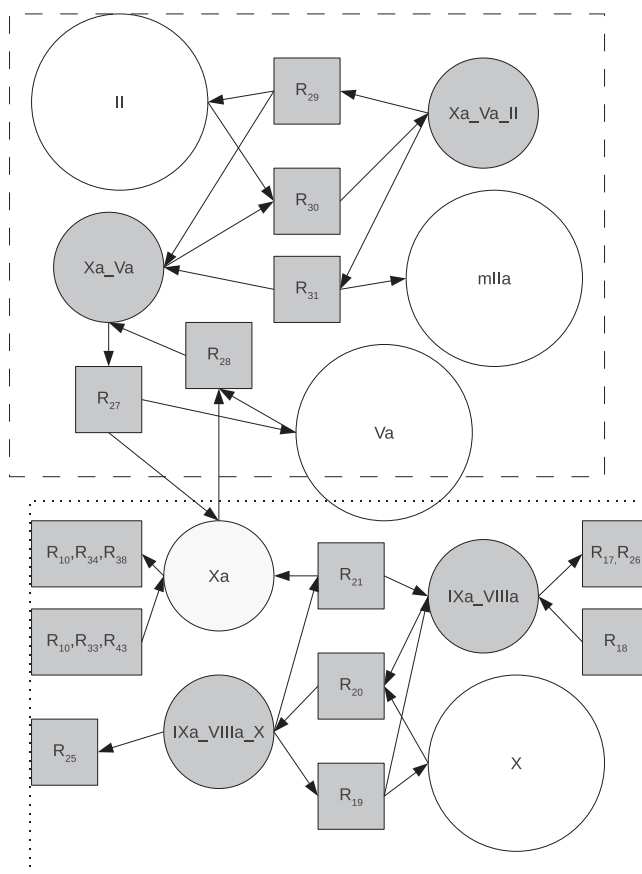 II
R29
Xa_Va_II
R30
Xa_Va
R31
mIIa
R28
R27
Va
R10,R34,R38
Xa
R21
IXa_VIIIa
R17,R26
R10,R33,R43
R18
R20
IXa_VIIIa_X
R25
X
R19